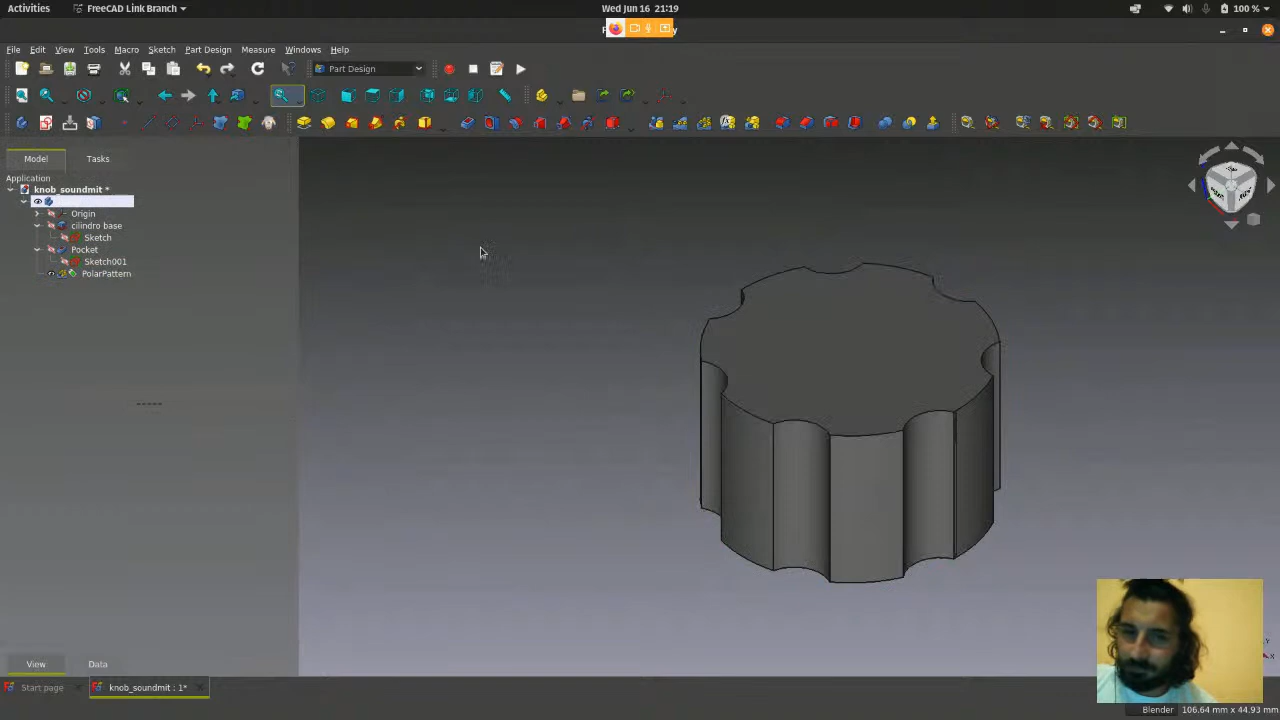 Activities
FreeCAD Link Branch
Wed Jun 16 21:19
100 %
File Edit View Tools Macro Sketch Part Design Measure Windows Help
Part Design
Model
Tasks
Application
knob_soundmit *
Origin
cilindro base
Sketch
Pocket
Sketch001
PolarPattern
View
Data
Start page
knob_soundmit : 1*
Blender
106.64 mm x 44.93 mm